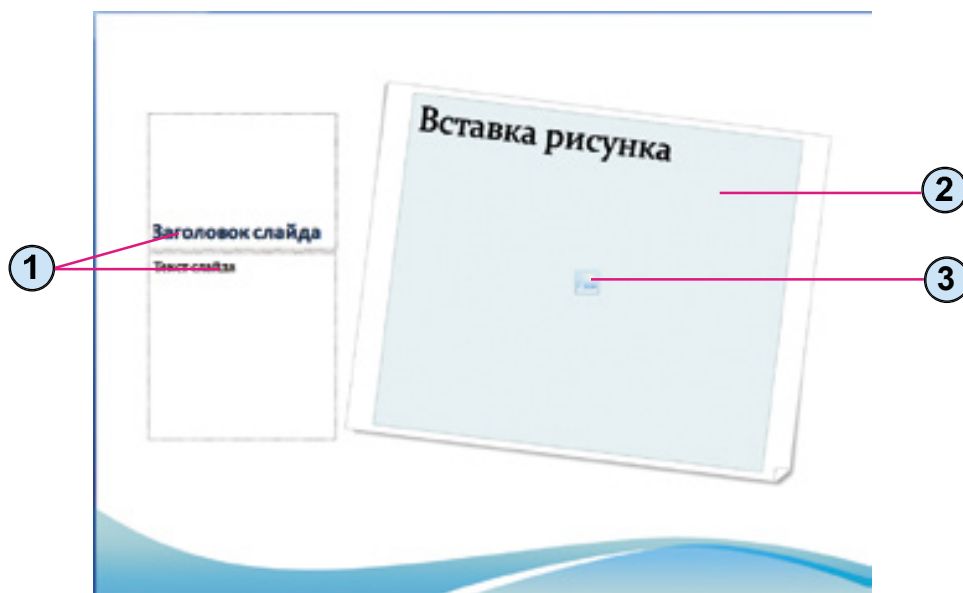 Вставка рисунка
2
Заголовок слайда
1
Текст слайда
3